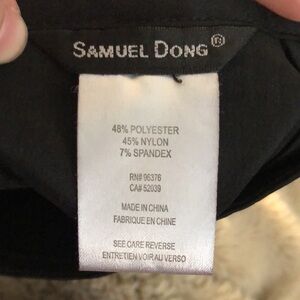 SAMUEL DONG®
48% POLYESTER
45% NYLON
7% SPANDEX
RN# 96376
CA# 52039
MADE IN CHINA
FABRIQUE EN CHINE
SEE CARE REVERSE
ENTRETIEN VOIR AU VERSO